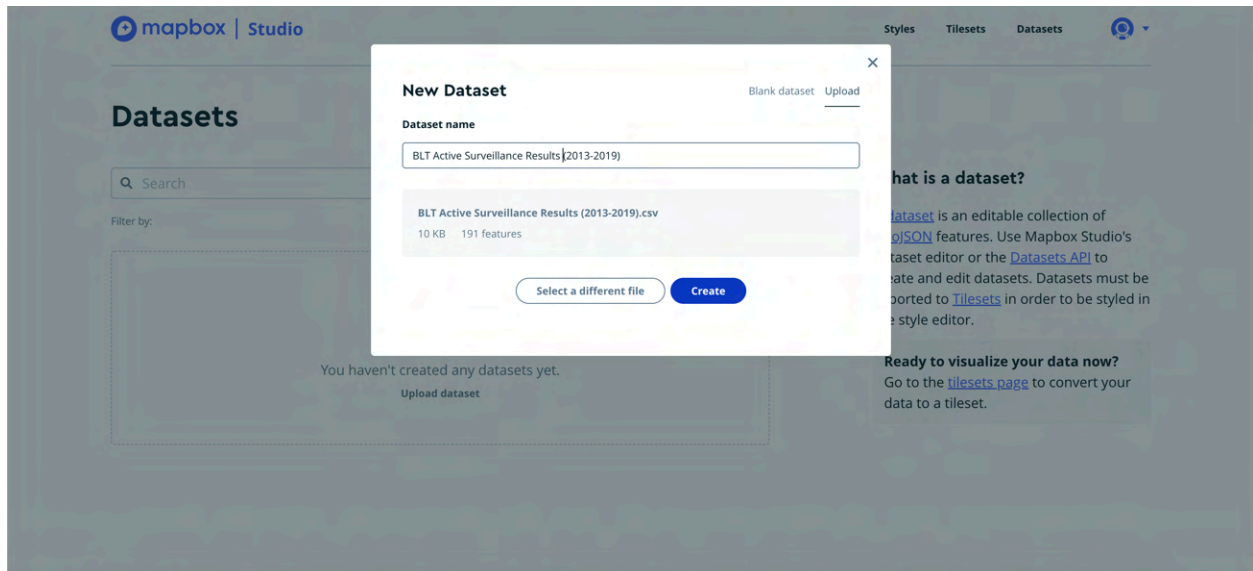 mapbox | Studio
Styles Tilesets Datasets
Datasets
Search
Filter by:
You haven't created any datasets yet.
Upload dataset
New Dataset
Blank dataset Upload
Dataset name
BLT Active Surveillance Results (2013-2019)
BLT Active Surveillance Results (2013-2019).csv
10 KB 191 features
Select a different file Create
hat is a dataset?
dataset is an editable collection of
oJSON features. Use Mapbox Studio's
taset editor or the Datasets API to
eate and edit datasets. Datasets must be
ported to Tilesets in order to be styled in
e style editor.
Ready to visualize your data now?
Go to the tilesets page to convert your
data to a tileset.